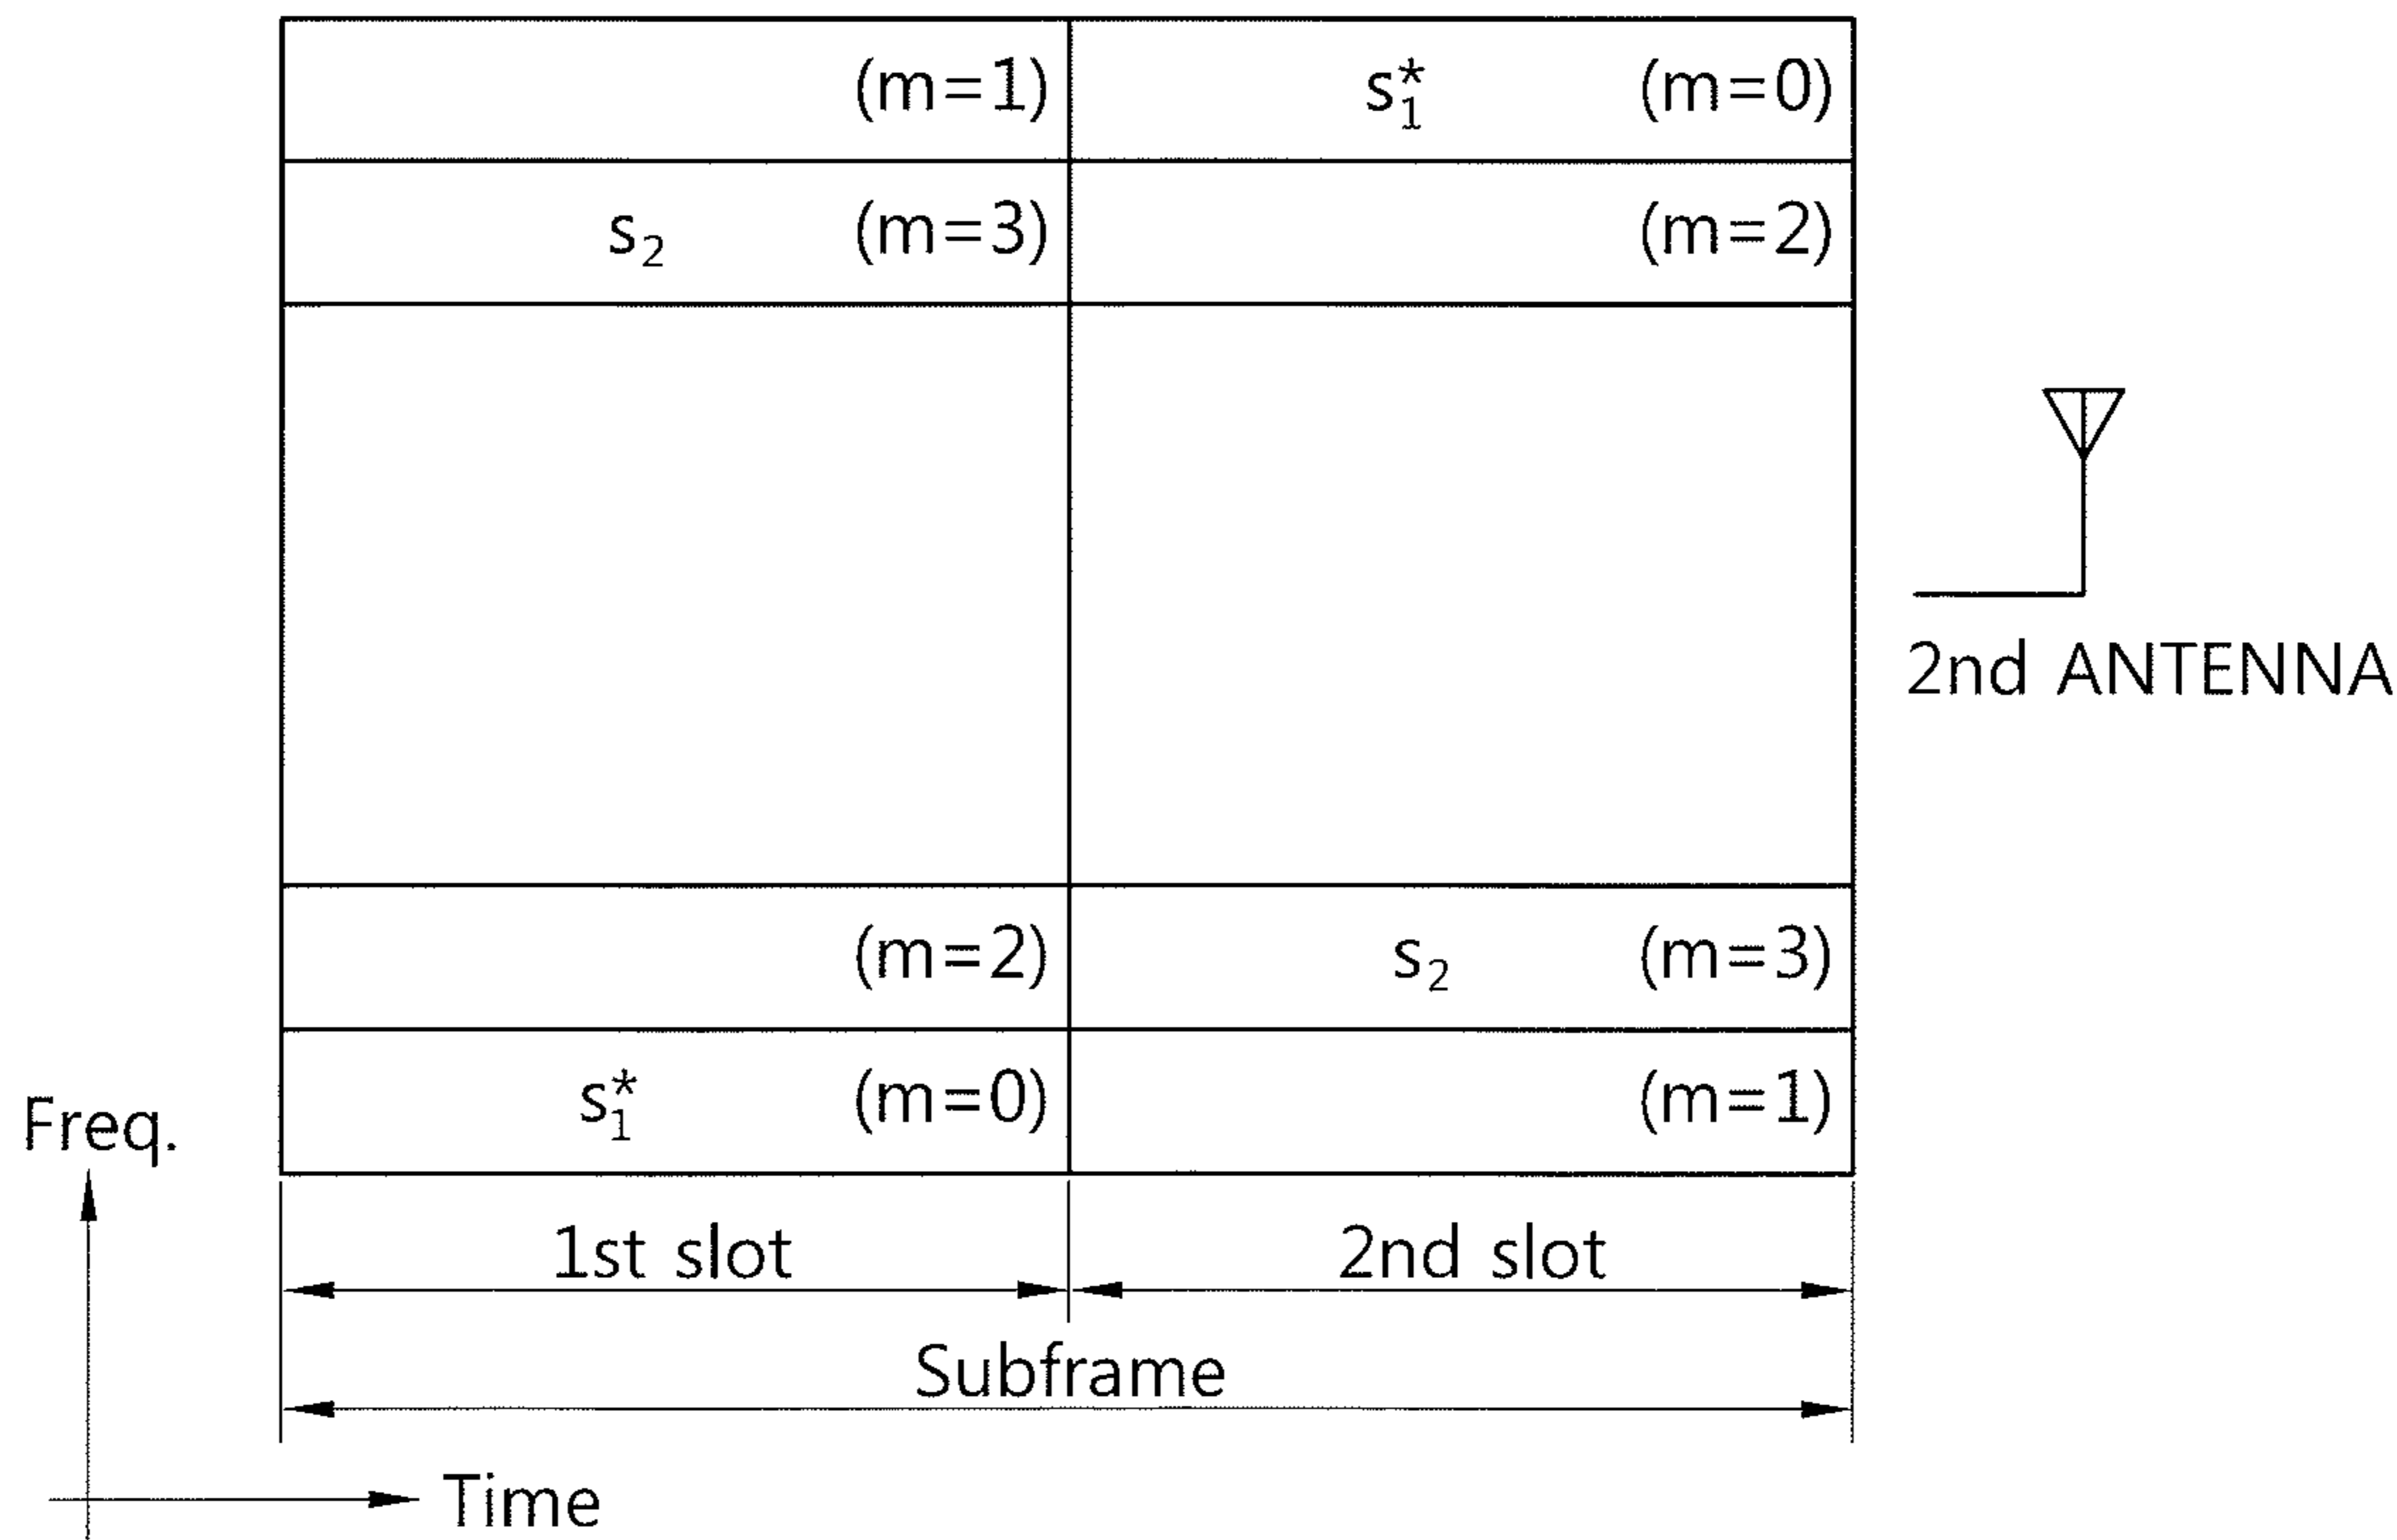 (m=1) s₁* (m=0)
s₂ (m=3) (m=2)
2nd ANTENNA
(m=2) s₂ (m=3)
s₁* (m=0) (m=1)
Freq.
1st slot 2nd slot
Subframe
Time